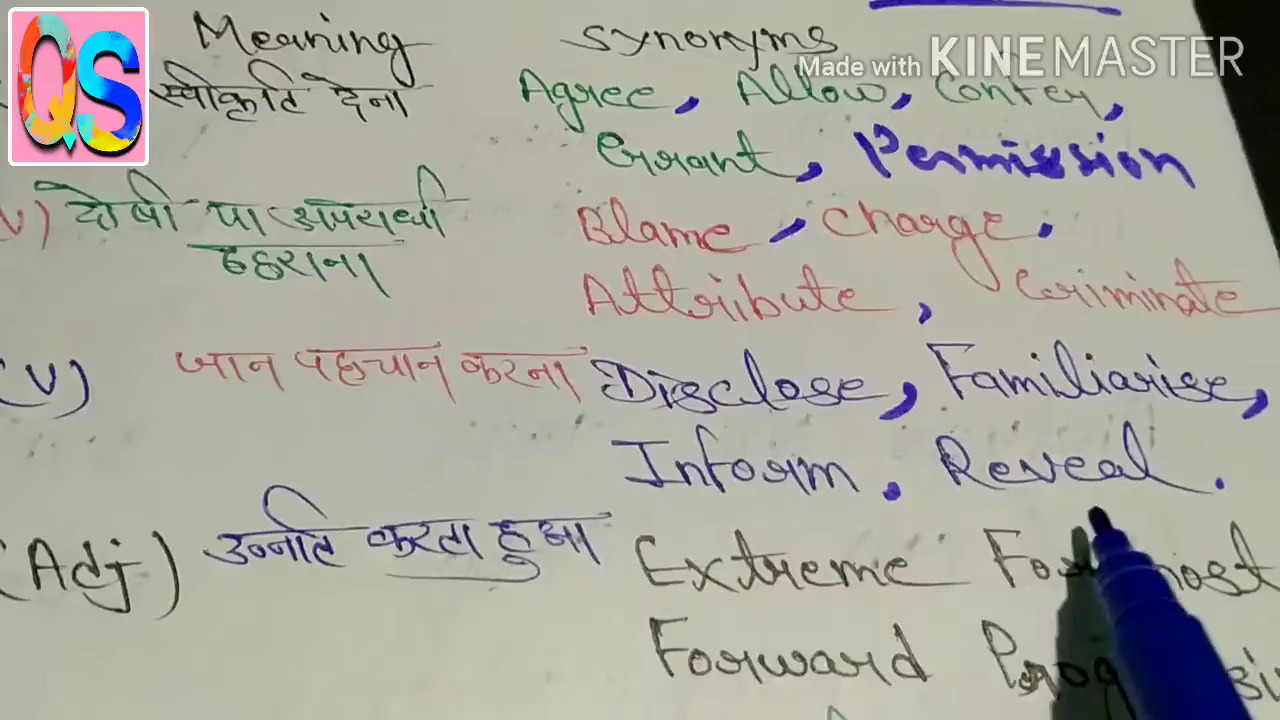 QS
Meaning Synonyms
Made with KINEMASTER
स्वीकृति देना Agree, Allow, Confer,
Grant, Permission
V) दोषी या अपराधी Blame, Charge,
ठहराना Attribute, Criminate
(V) जान पहचान करना Disclose, Familiarise,
Inform, Reveal.
(Adj) उन्नति करता हुआ Extreme
Forward